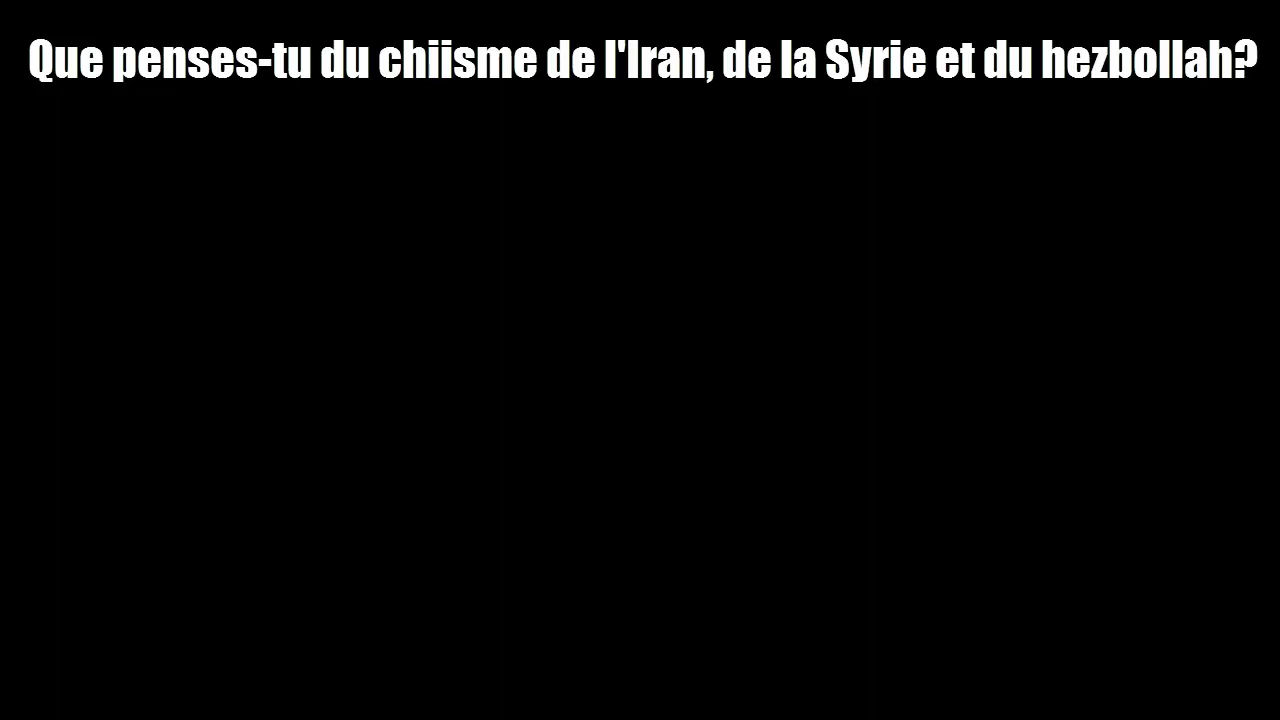 Que penses-tu du chiisme de l'Iran, de la Syrie et du hezbollah?